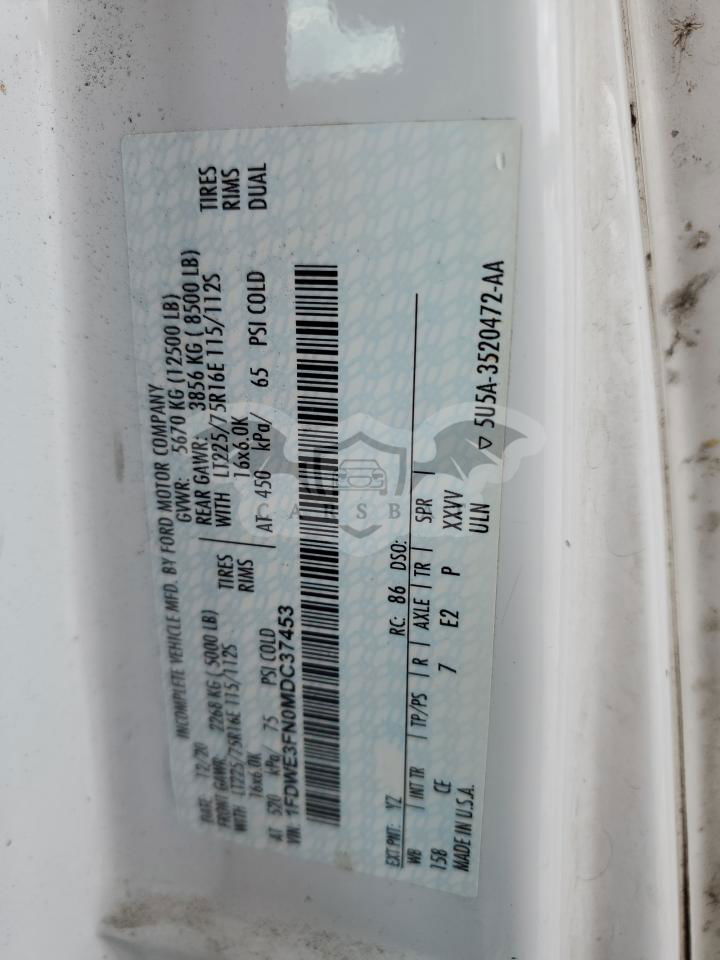 INCOMPLETE VEHICLE MFD. BY FORD MOTOR COMPANY
DATE: 12/20 GVWR: 5670 KG (12500 LB)
FRONT GAWR: 2268 KG (5000 LB) REAR GAWR: 3856 KG ( 8500 LB)
WITH LT225/75R16E 115/112S TIRES WITH LT225/75R16E 115/112S TIRES
16x6.0K RIMS 16x6.0K RIMS
AT 520 kPa/ 75 PSI COLD AT 450 kPa/ 65 PSI COLD DUAL
VIN: 1FDWE3FN0MDC37453
EXT PNT: YZ RC: 86 DSO:
WB INT TR TP/PS R AXLE TR SPR
158 CE 7 E2 P XXVV
MADE IN U.S.A. ULN
▽ 5U5A-3520472-AA
CARSB